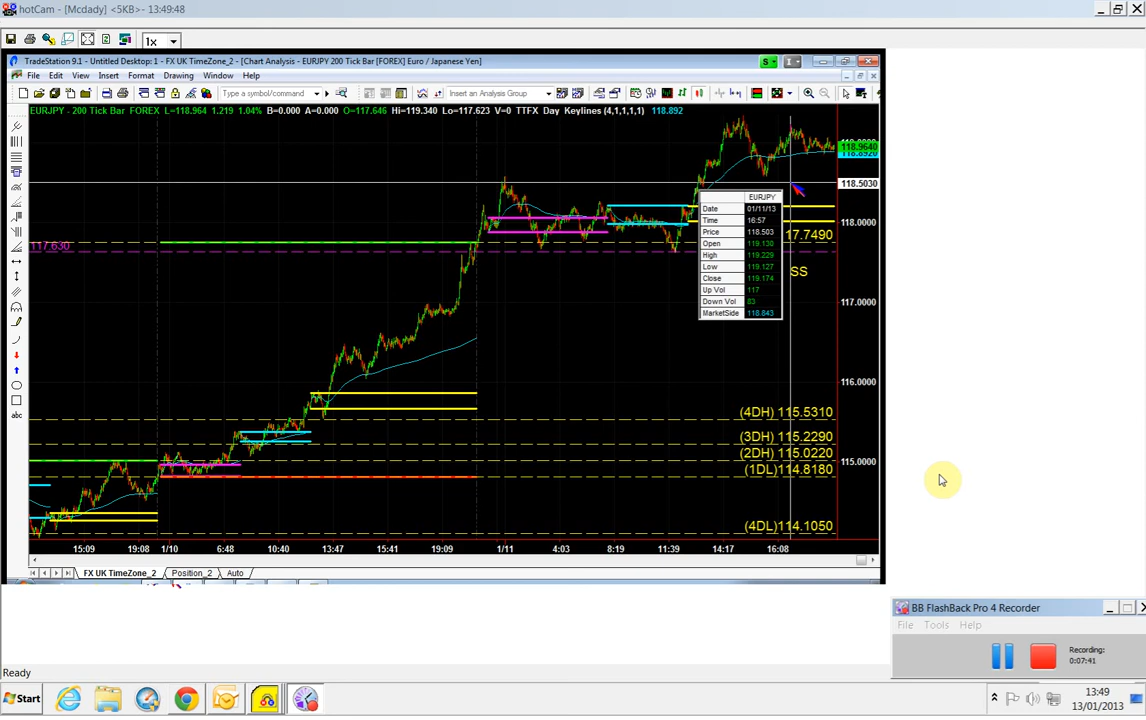 hotCam - [Mcdady] <5KB>- 13:49:48
1x
TradeStation 9.1 - Untitled Desktop: 1 - FX UK TimeZone_2 - [Chart Analysis - EURJPY 200 Tick Bar [FOREX] Euro / Japanese Yen]
S
I
File Edit View Insert Format Drawing Window Help
Type a symbol/command
Insert an Analysis Group
EURJPY - 200 Tick Bar FOREX L=118.964 1.219 1.04% B=0.000 A=0.000 O=117.646 Hi=119.340 Lo=117.623 V=0 TTFX Day Keylines (4,1,1,1,1) 118.892
118.9640
118.8920
118.5030
EURJPY
Date 01/11/13
Time 16:57
Price 118.503
Open 119.130
High 119.229
Low 119.127
Close 119.174
Up Vol 117
Down Vol 83
MarketSide 118.843
118.0000
17.7490
117.630
SS
117.0000
116.0000
(4DH) 115.5310
(3DH) 115.2290
(2DH) 115.0220
115.0000
(1DL) 114.8180
(4DL) 114.1050
abc
15:09 19:08 1/10 6:48 10:40 13:47 15:41 19:09 1/11 4:03 8:19 11:39 14:17 16:08
FX UK TimeZone_2 Position_2 Auto
BB FlashBack Pro 4 Recorder
File Tools Help
Recording:
0:07:41
Ready
Start
13:49
13/01/2013